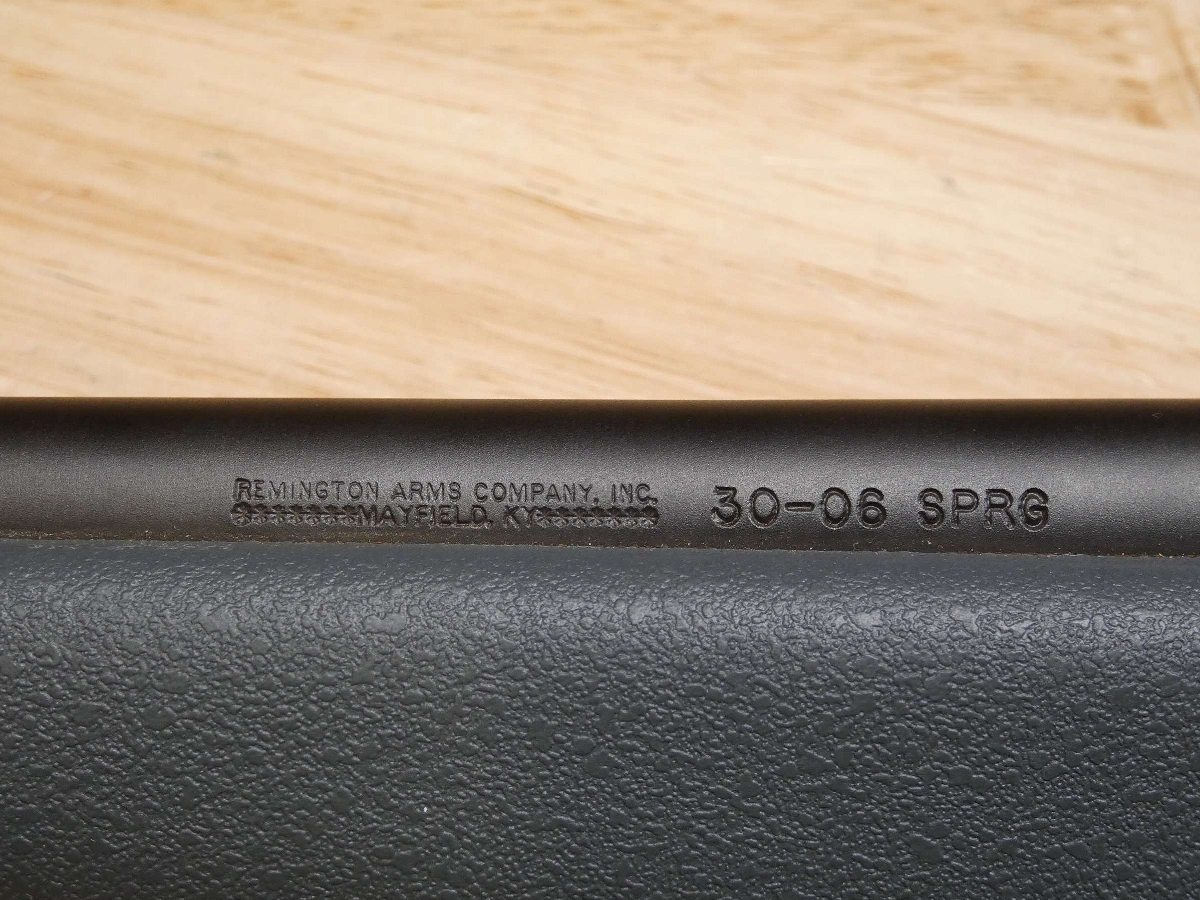 REMINGTON ARMS COMPANY, INC.
*******MAYFIELD, KY*******
30-06 SPRG